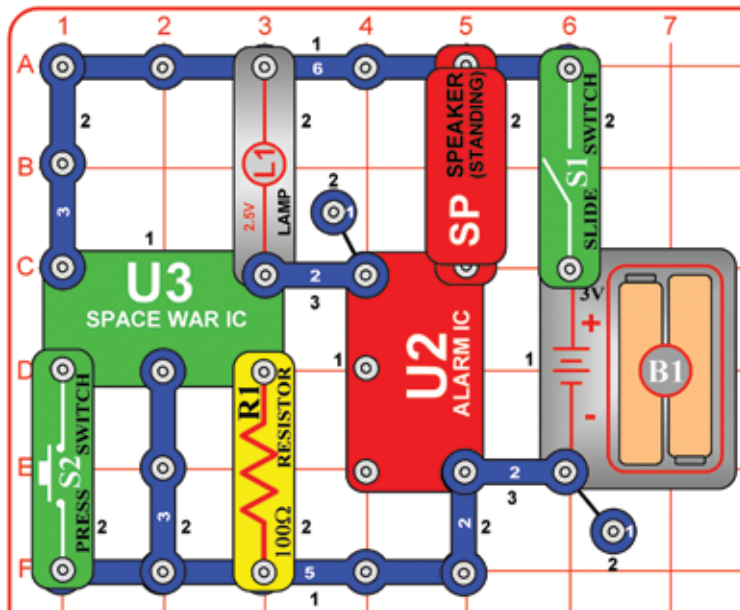 1 2 3 4 5 6 7
A
B
C
D
E
F
1
6
2
3
2
L1
2.5V
LAMP
2
1
SP
SPEAKER
(STANDING)
2
S1
SLIDE SWITCH
2
1
U3
SPACE WAR IC
2
3
U2
ALARM IC
1
3V
+
-
B1
1
S2
PRESS SWITCH
2
3
2
R1
RESISTOR
100Ω
2
5
1
2
2
2
3
1
2